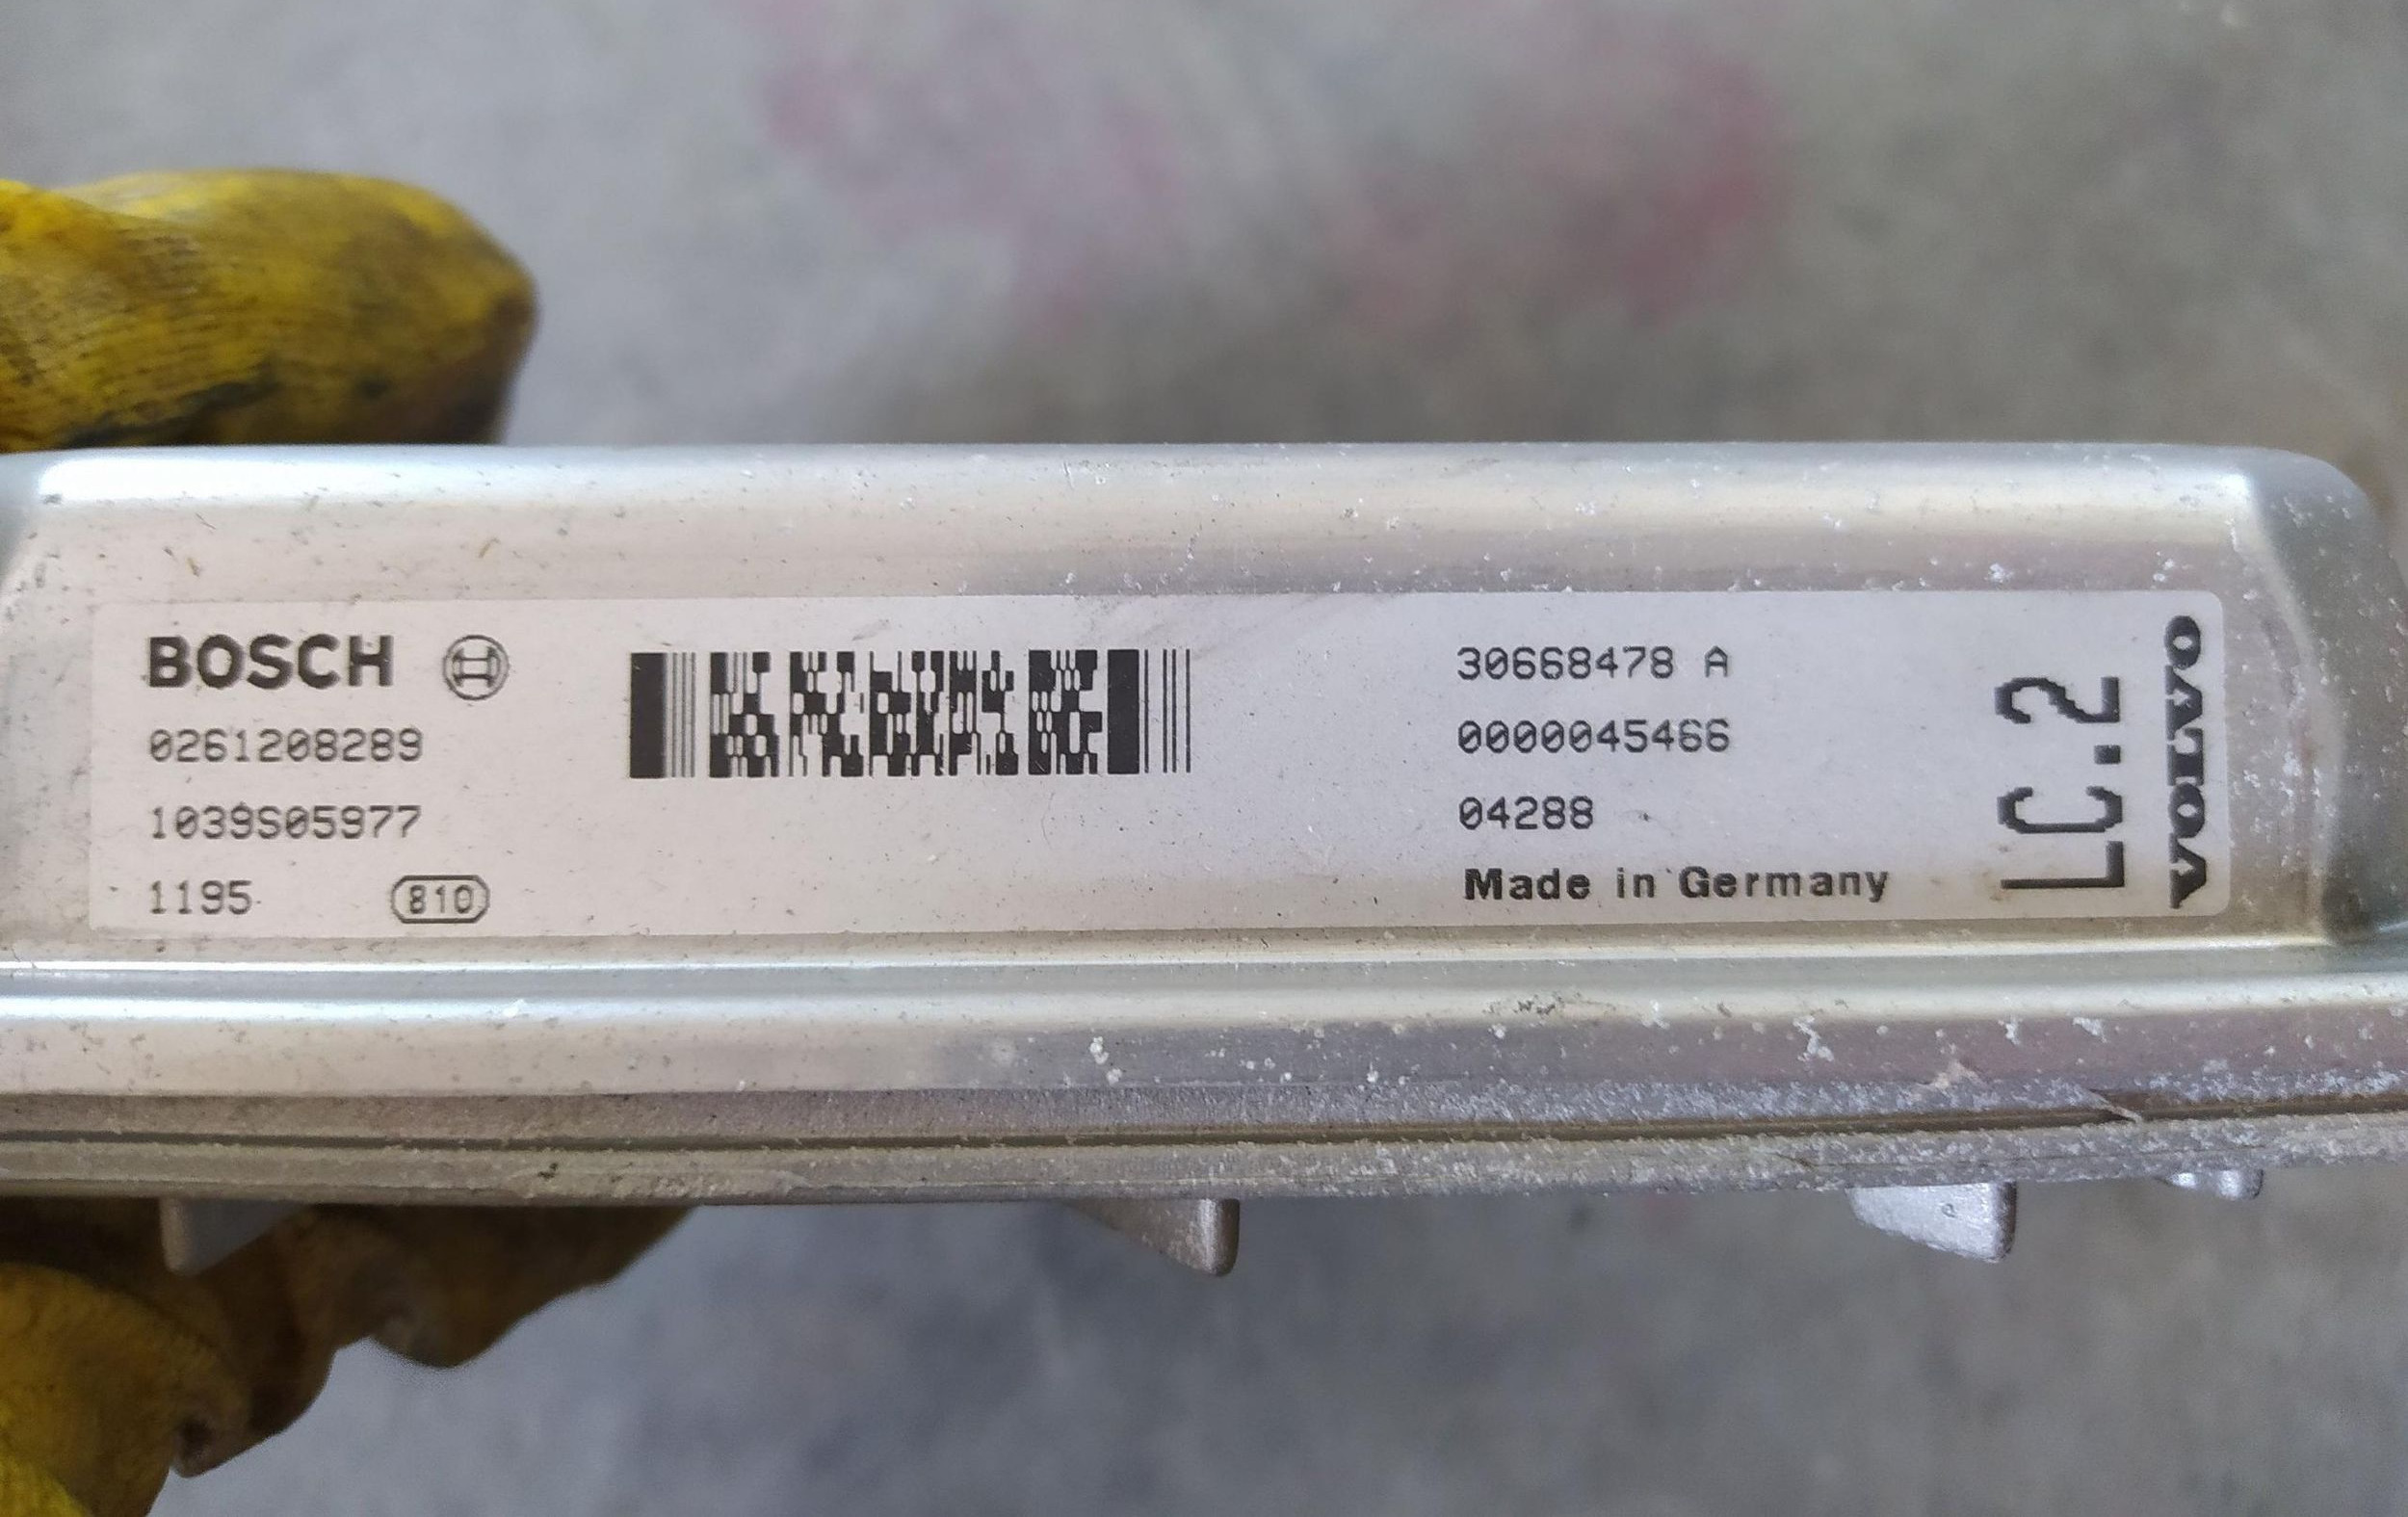 BOSCH
0261208289
1039S05977
1195
810
30668478 A
0000045466
04288
Made in Germany
LC.2
VOLVO